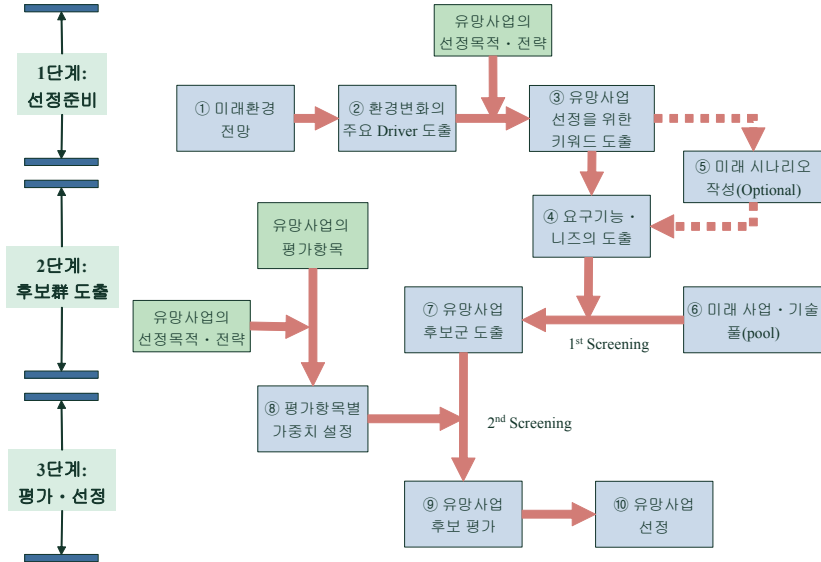 유망사업의
선정목적・전략
1단계:
선정준비
① 미래환경
전망
② 환경변화의
주요 Driver 도출
③ 유망사업
선정을 위한
키워드 도출
⑤ 미래 시나리오
작성(Optional)
④ 요구기능・
니즈의 도출
유망사업의
평가항목
2단계:
후보群 도출
유망사업의
선정목적・전략
⑦ 유망사업
후보군 도출
⑥ 미래 사업・기술
풀(pool)
1st Screening
⑧ 평가항목별
가중치 설정
2nd Screening
3단계:
평가・선정
⑨ 유망사업
후보 평가
⑩ 유망사업
선정